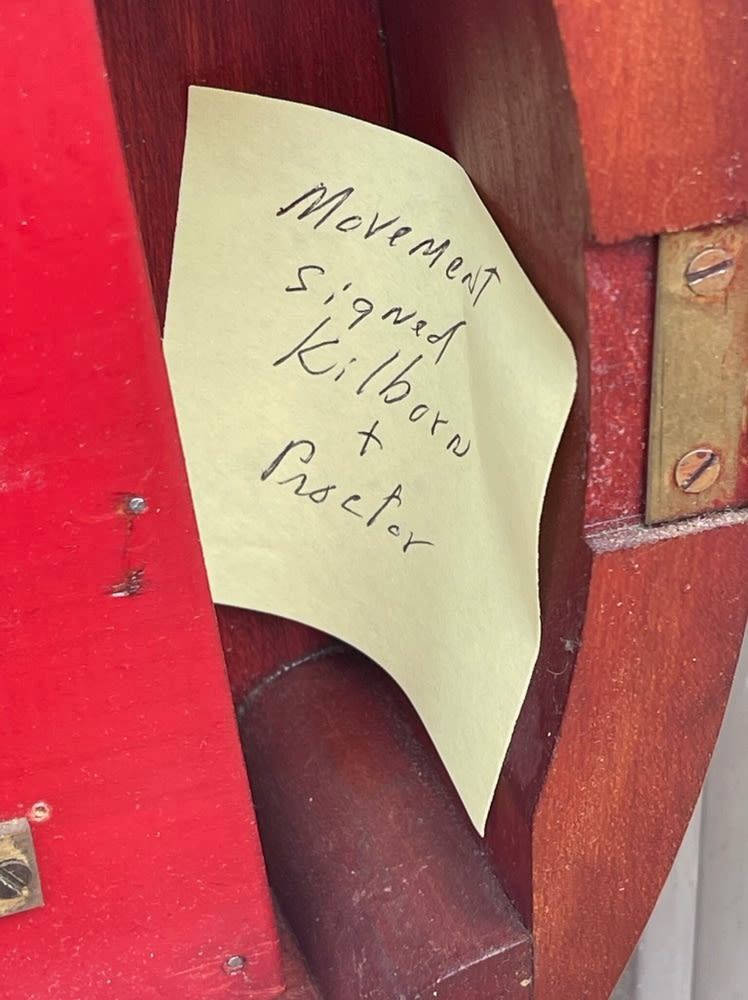 Movement
signed
Kilborn
+
Proctor